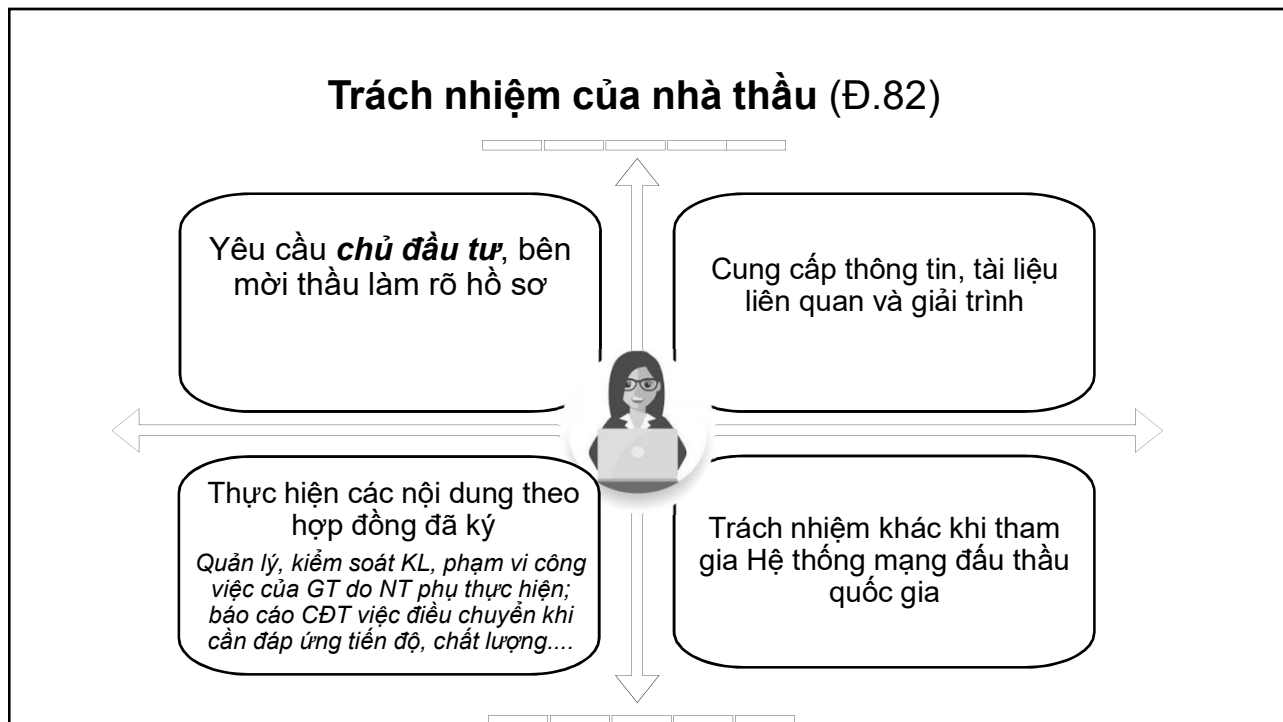 Trách nhiệm của nhà thầu (Đ.82)
Yêu cầu chủ đầu tư, bên
mời thầu làm rõ hồ sơ
Cung cấp thông tin, tài liệu
liên quan và giải trình
Thực hiện các nội dung theo
hợp đồng đã ký
Quản lý, kiểm soát KL, phạm vi công
việc của GT do NT phụ thực hiện;
báo cáo CĐT việc điều chuyển khi
cần đáp ứng tiến độ, chất lượng....
Trách nhiệm khác khi tham
gia Hệ thống mạng đấu thầu
quốc gia